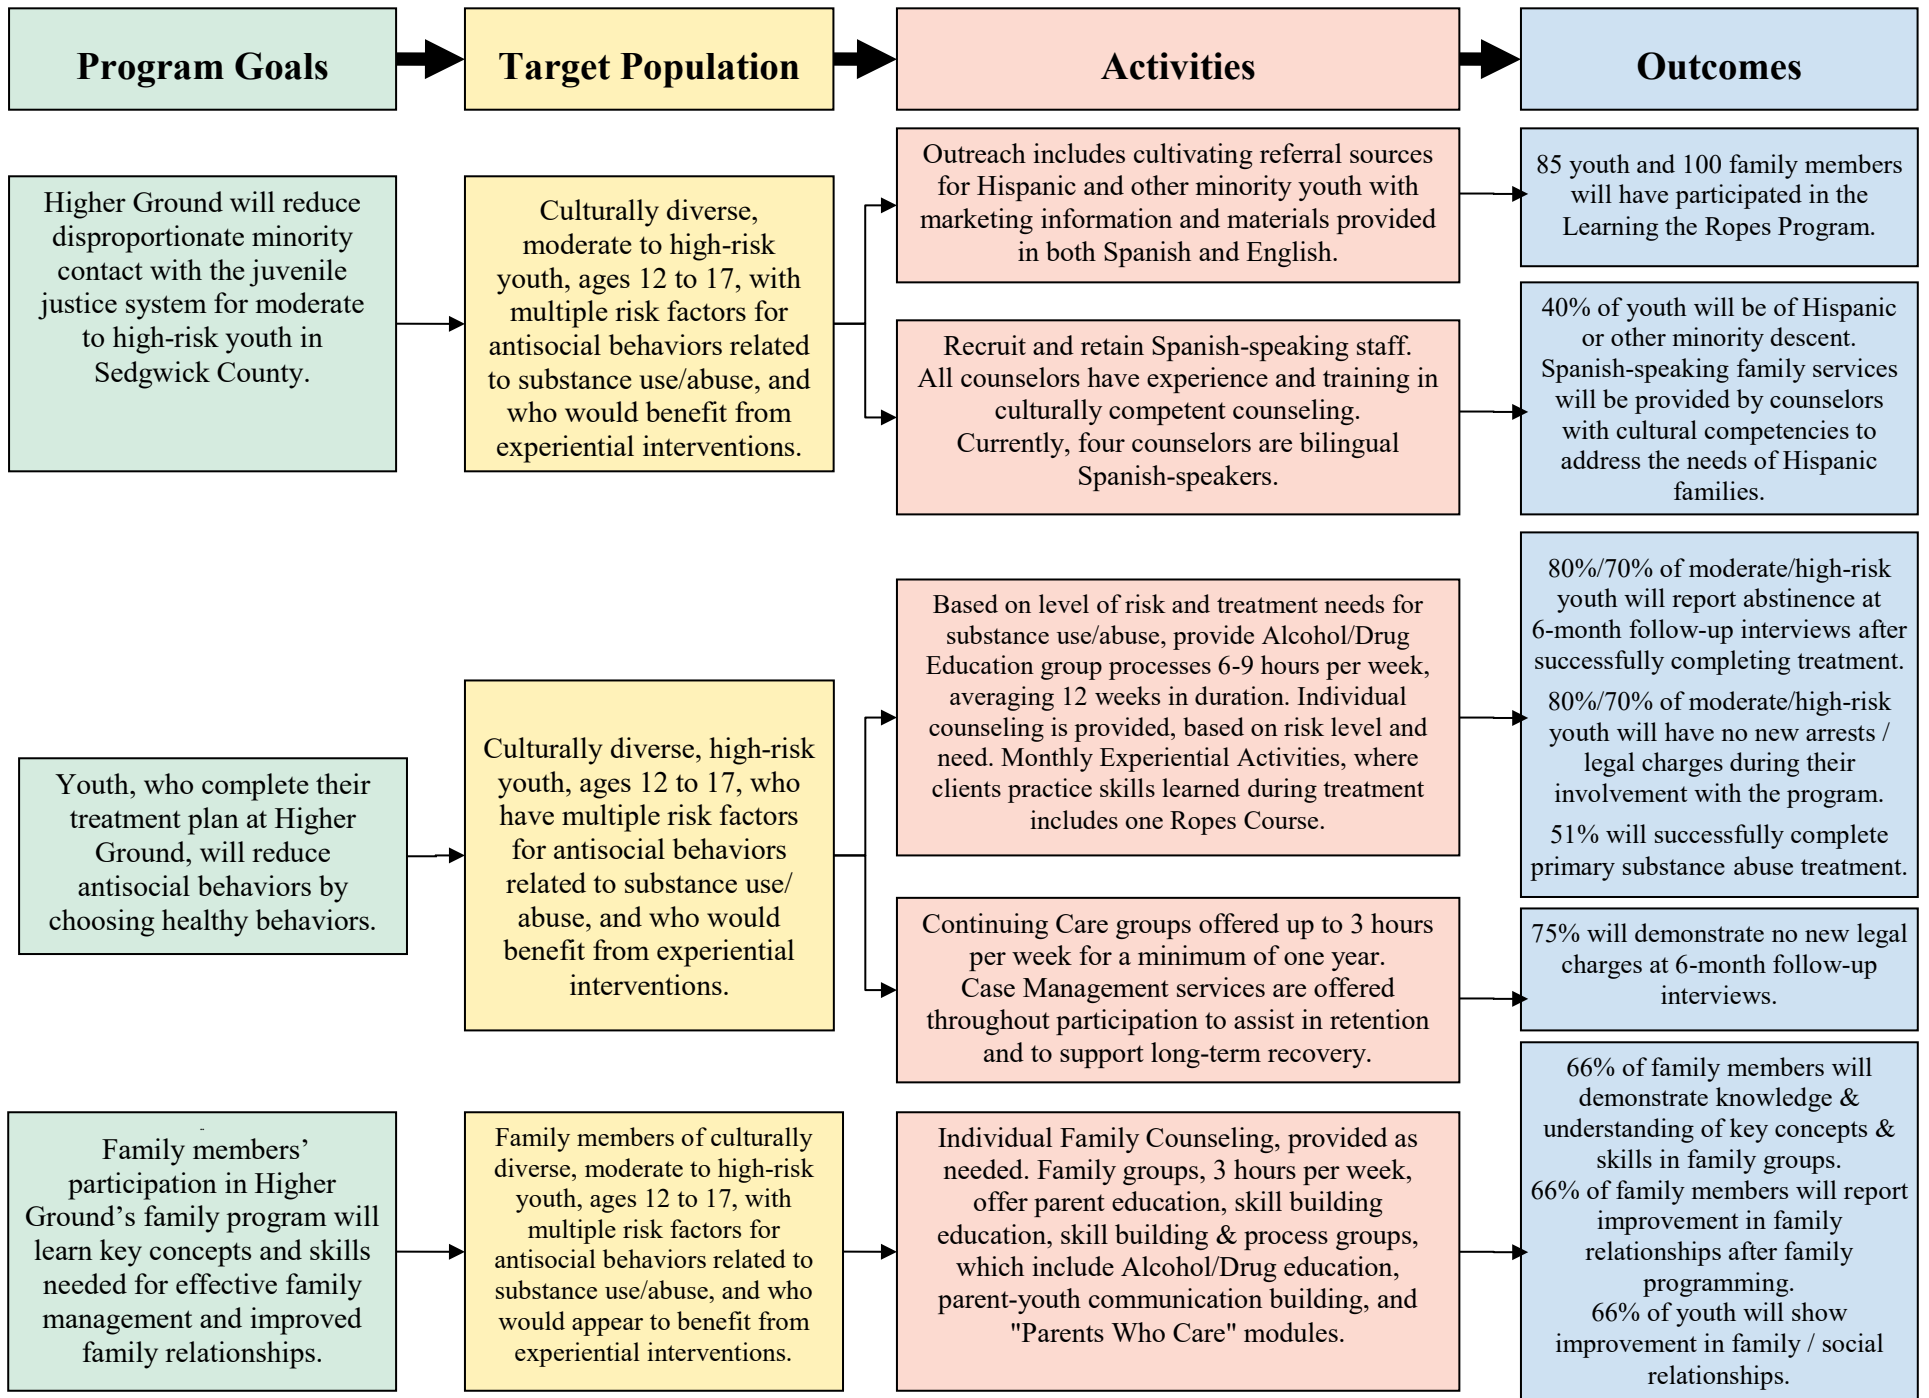 Program Goals
Target Population
Activities
Outcomes
Higher Ground will reduce
disproportionate minority
contact with the juvenile
justice system for moderate
to high-risk youth in
Sedgwick County.
Culturally diverse,
moderate to high-risk
youth, ages 12 to 17, with
multiple risk factors for
antisocial behaviors related
to substance use/abuse, and
who would benefit from
experiential interventions.
Outreach includes cultivating referral sources
for Hispanic and other minority youth with
marketing information and materials provided
in both Spanish and English.
85 youth and 100 family members
will have participated in the
Learning the Ropes Program.
Recruit and retain Spanish-speaking staff.
All counselors have experience and training in
culturally competent counseling.
Currently, four counselors are bilingual
Spanish-speakers.
40% of youth will be of Hispanic
or other minority descent.
Spanish-speaking family services
will be provided by counselors
with cultural competencies to
address the needs of Hispanic
families.
Youth, who complete their
treatment plan at Higher
Ground, will reduce
antisocial behaviors by
choosing healthy behaviors.
Culturally diverse, high-risk
youth, ages 12 to 17, who
have multiple risk factors
for antisocial behaviors
related to substance use/
abuse, and who would
benefit from experiential
interventions.
Based on level of risk and treatment needs for
substance use/abuse, provide Alcohol/Drug
Education group processes 6-9 hours per week,
averaging 12 weeks in duration. Individual
counseling is provided, based on risk level and
need. Monthly Experiential Activities, where
clients practice skills learned during treatment
includes one Ropes Course.
80%/70% of moderate/high-risk
youth will report abstinence at
6-month follow-up interviews after
successfully completing treatment.
80%/70% of moderate/high-risk
youth will have no new arrests /
legal charges during their
involvement with the program.
51% will successfully complete
primary substance abuse treatment.
Continuing Care groups offered up to 3 hours
per week for a minimum of one year.
Case Management services are offered
throughout participation to assist in retention
and to support long-term recovery.
75% will demonstrate no new legal
charges at 6-month follow-up
interviews.
Family members’
participation in Higher
Ground’s family program will
learn key concepts and skills
needed for effective family
management and improved
family relationships.
Family members of culturally
diverse, moderate to high-risk
youth, ages 12 to 17, with
multiple risk factors for
antisocial behaviors related to
substance use/abuse, and who
would appear to benefit from
experiential interventions.
Individual Family Counseling, provided as
needed. Family groups, 3 hours per week,
offer parent education, skill building
education, skill building & process groups,
which include Alcohol/Drug education,
parent-youth communication building, and
"Parents Who Care" modules.
66% of family members will
demonstrate knowledge &
understanding of key concepts &
skills in family groups.
66% of family members will report
improvement in family
relationships after family
programming.
66% of youth will show
improvement in family / social
relationships.